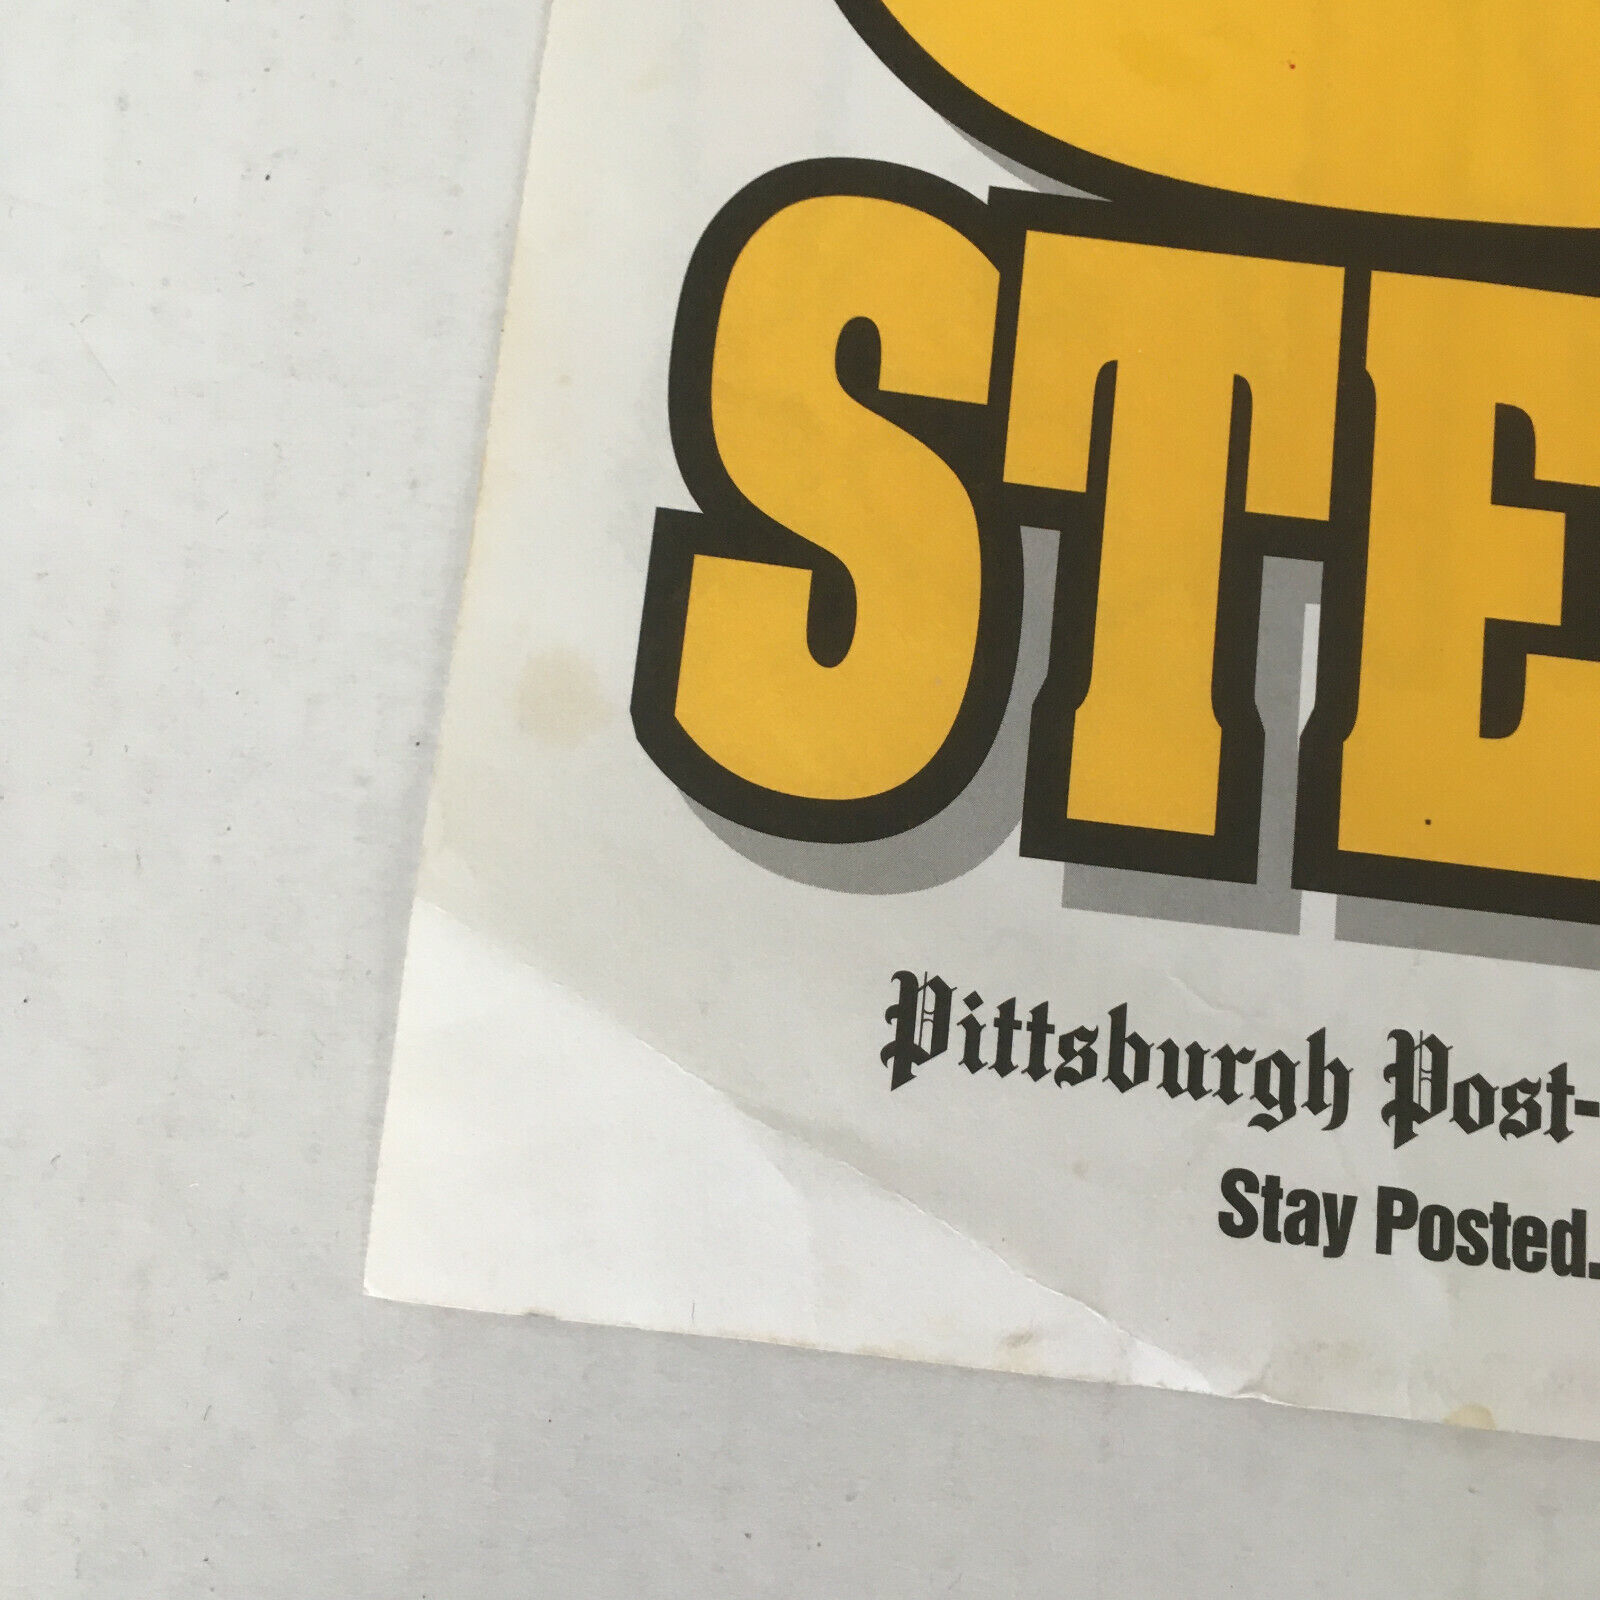 STE
Pittsburgh Post-
Stay Posted.